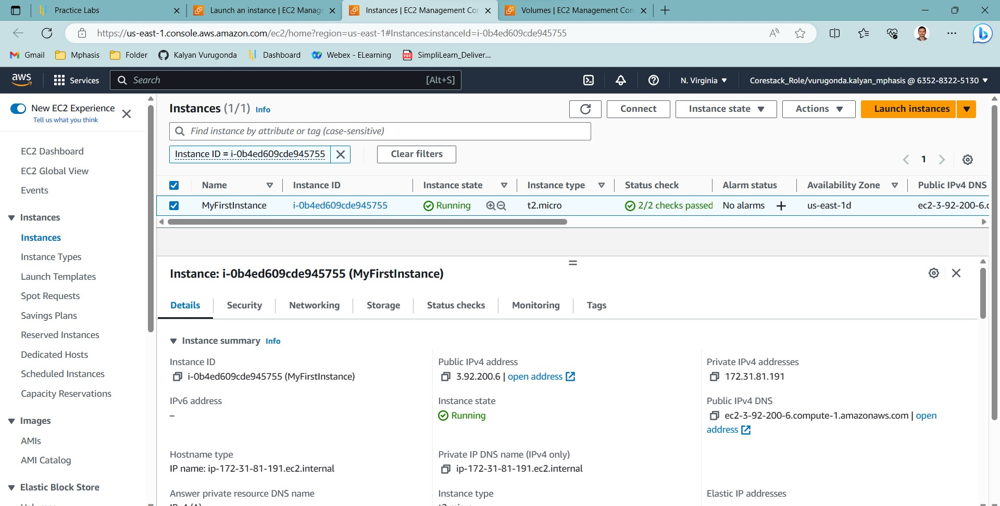 Practice Labs
Launch an instance | EC2 Manage
Instances | EC2 Management Cor
Volumes | EC2 Management Con
https://us-east-1.console.aws.amazon.com/ec2/home?region=us-east-1#Instances:instanceId=i-0b4ed609cde945755
Gmail Mphasis Folder Kalyan Vurugonda Dashboard Webex - ELearning SimpliLearn_Deliver...
aws Services Search [Alt+S] N. Virginia Corestack_Role/vurugonda.kalyan_mphasis @ 6352-8322-5130
New EC2 Experience
Tell us what you think
EC2 Dashboard
EC2 Global View
Events
Instances
Instances
Instance Types
Launch Templates
Spot Requests
Savings Plans
Reserved Instances
Dedicated Hosts
Scheduled Instances
Capacity Reservations
Images
AMIs
AMI Catalog
Elastic Block Store
Instances (1/1) Info
Connect Instance state Actions Launch instances
Find instance by attribute or tag (case-sensitive)
Instance ID = i-0b4ed609cde945755 Clear filters
1
Name Instance ID Instance state Instance type Status check Alarm status Availability Zone Public IPv4 DNS
MyFirstInstance i-0b4ed609cde945755 Running t2.micro 2/2 checks passed No alarms us-east-1d ec2-3-92-200-6.c
Instance: i-0b4ed609cde945755 (MyFirstInstance)
Details Security Networking Storage Status checks Monitoring Tags
Instance summary Info
Instance ID
i-0b4ed609cde945755 (MyFirstInstance)
Public IPv4 address
3.92.200.6 | open address
Private IPv4 addresses
172.31.81.191
IPv6 address
–
Instance state
Running
Public IPv4 DNS
ec2-3-92-200-6.compute-1.amazonaws.com | open
address
Hostname type
IP name: ip-172-31-81-191.ec2.internal
Private IP DNS name (IPv4 only)
ip-172-31-81-191.ec2.internal
Answer private resource DNS name
Instance type
Elastic IP addresses